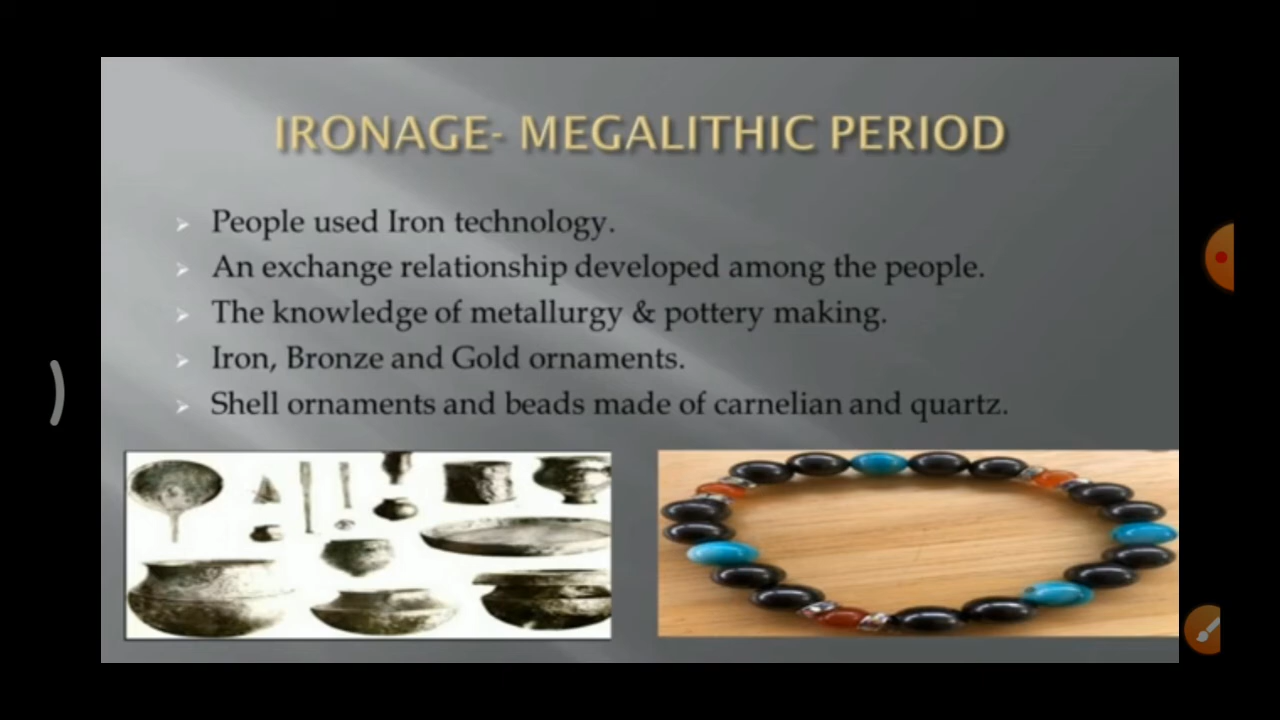 IRONAGE- MEGALITHIC PERIOD
People used Iron technology.
An exchange relationship developed among the people.
The knowledge of metallurgy & pottery making.
Iron, Bronze and Gold ornaments.
Shell ornaments and beads made of carnelian and quartz.